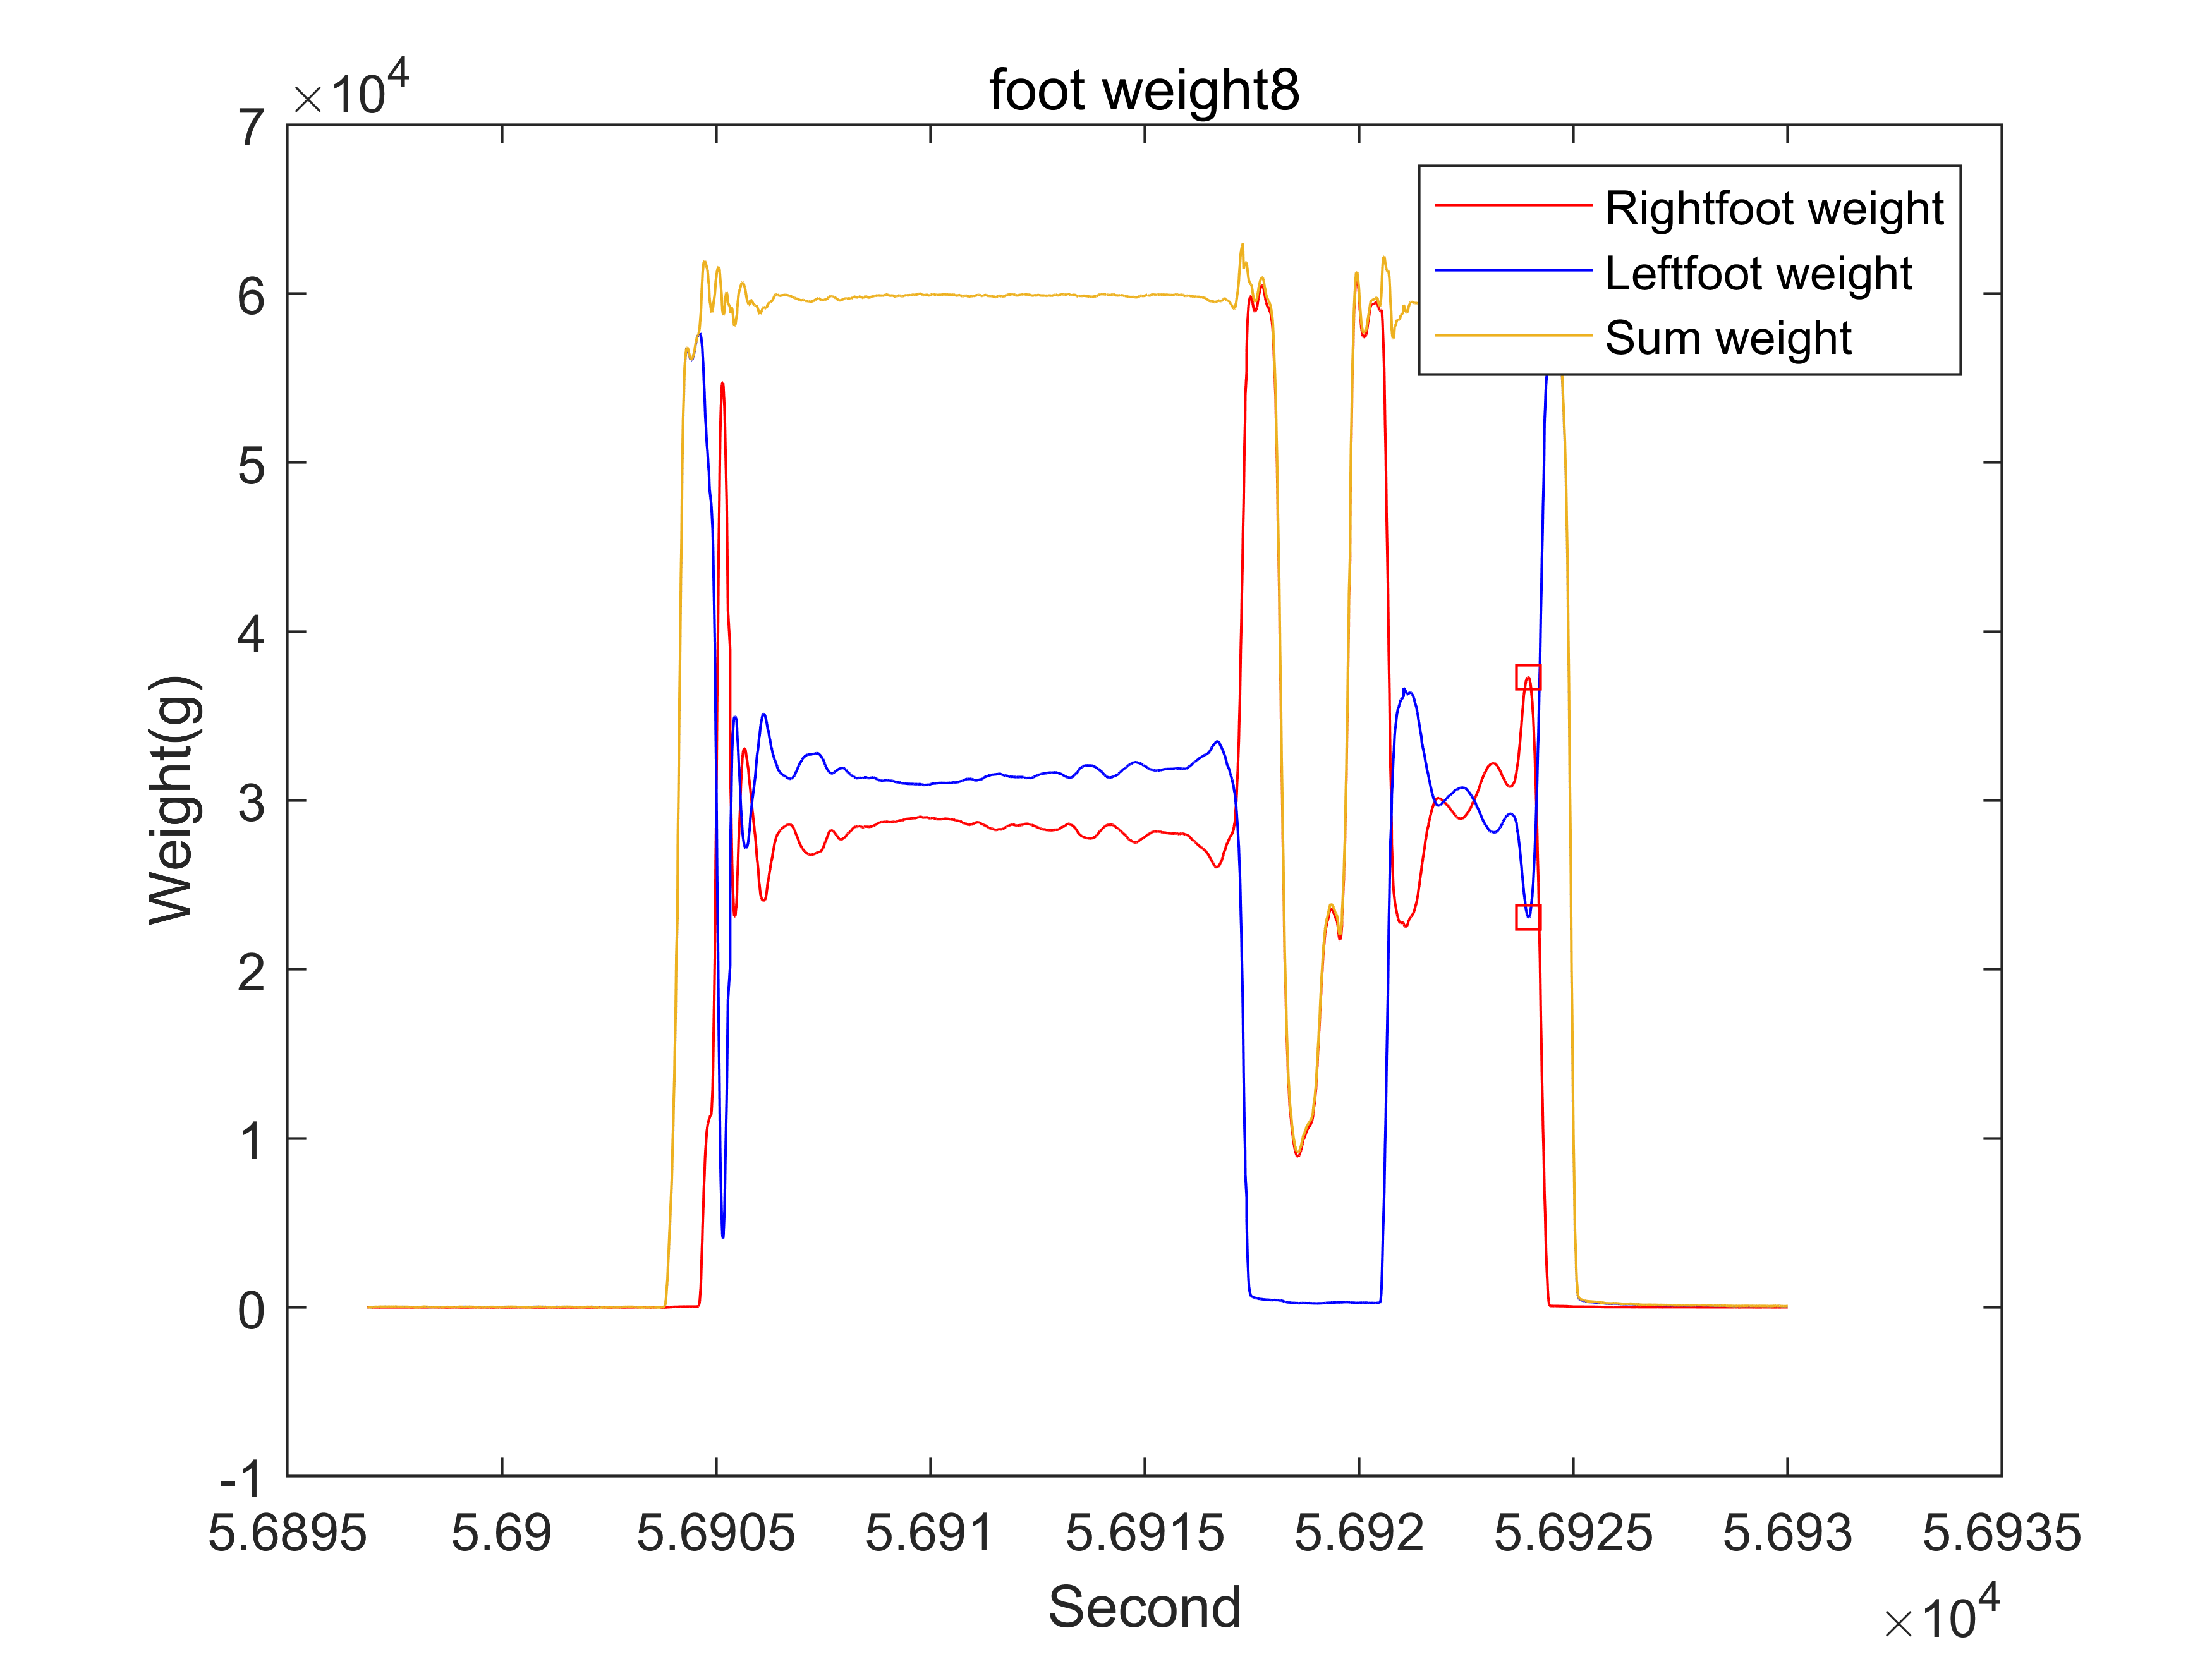 ×10^4
foot weight8
7
6
5
4
3
2
1
0
-1
Weight(g)
Rightfoot weight
Leftfoot weight
Sum weight
5.6895 5.69 5.6905 5.691 5.6915 5.692 5.6925 5.693 5.6935
Second
×10^4